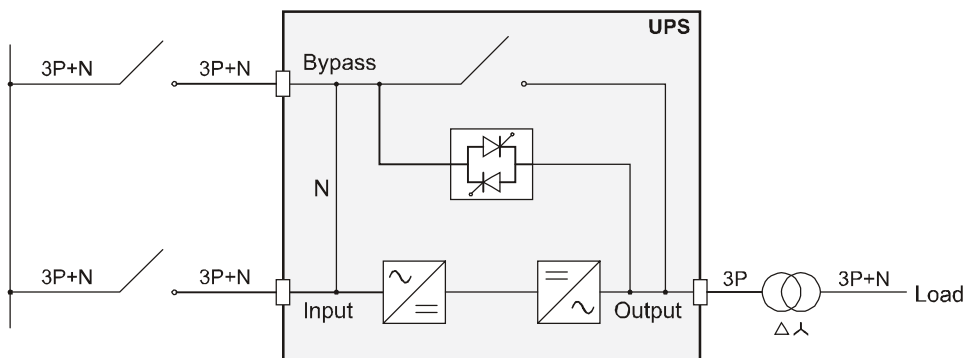 UPS
3P+N
3P+N
Bypass
N
3P+N
3P+N
Input
Output
3P
3P+N
Load